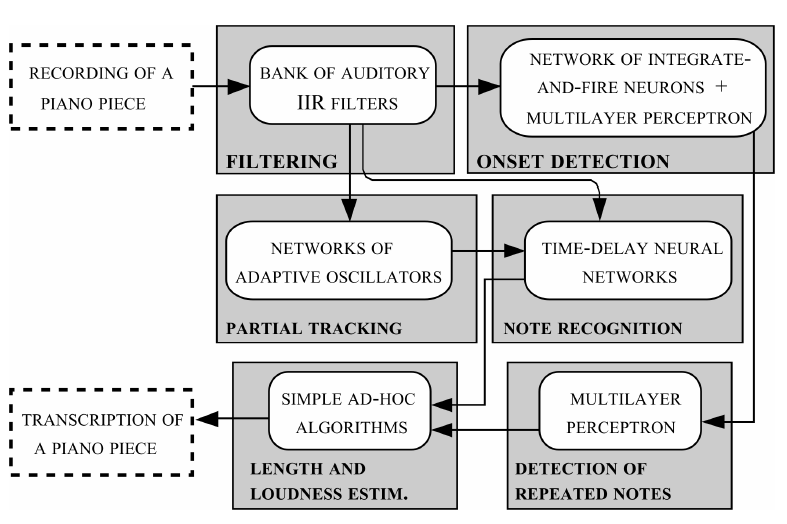 RECORDING OF A
PIANO PIECE
BANK OF AUDITORY
IIR FILTERS
FILTERING
NETWORK OF INTEGRATE-
AND-FIRE NEURONS +
MULTILAYER PERCEPTRON
ONSET DETECTION
NETWORKS OF
ADAPTIVE OSCILLATORS
PARTIAL TRACKING
TIME-DELAY NEURAL
NETWORKS
NOTE RECOGNITION
TRANSCRIPTION OF
A PIANO PIECE
SIMPLE AD-HOC
ALGORITHMS
LENGTH AND
LOUDNESS ESTIM.
MULTILAYER
PERCEPTRON
DETECTION OF
REPEATED NOTES